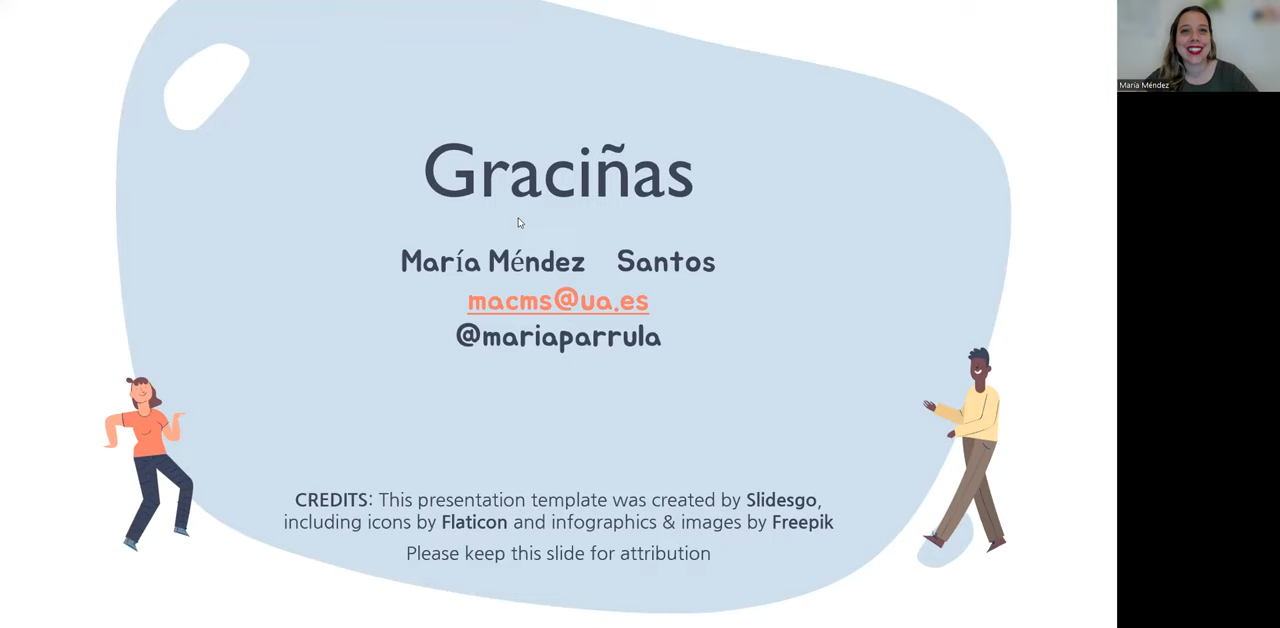 Graciñas
María Méndez Santos
macms@ua.es
@mariaparrula
CREDITS: This presentation template was created by Slidesgo,
including icons by Flaticon and infographics & images by Freepik
Please keep this slide for attribution
María Méndez